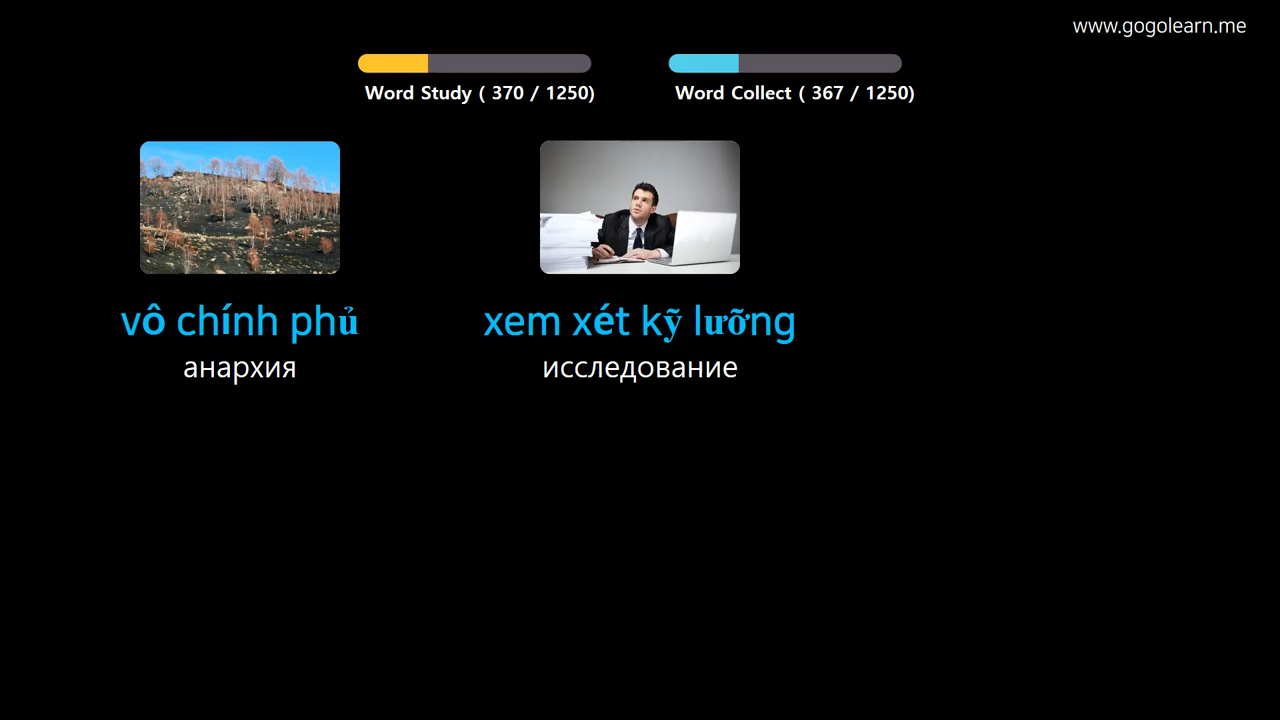 www.gogolearn.me
Word Study ( 370 / 1250)
Word Collect ( 367 / 1250)
vô chính phủ
анархия
xem xét kỹ lưỡng
исследование